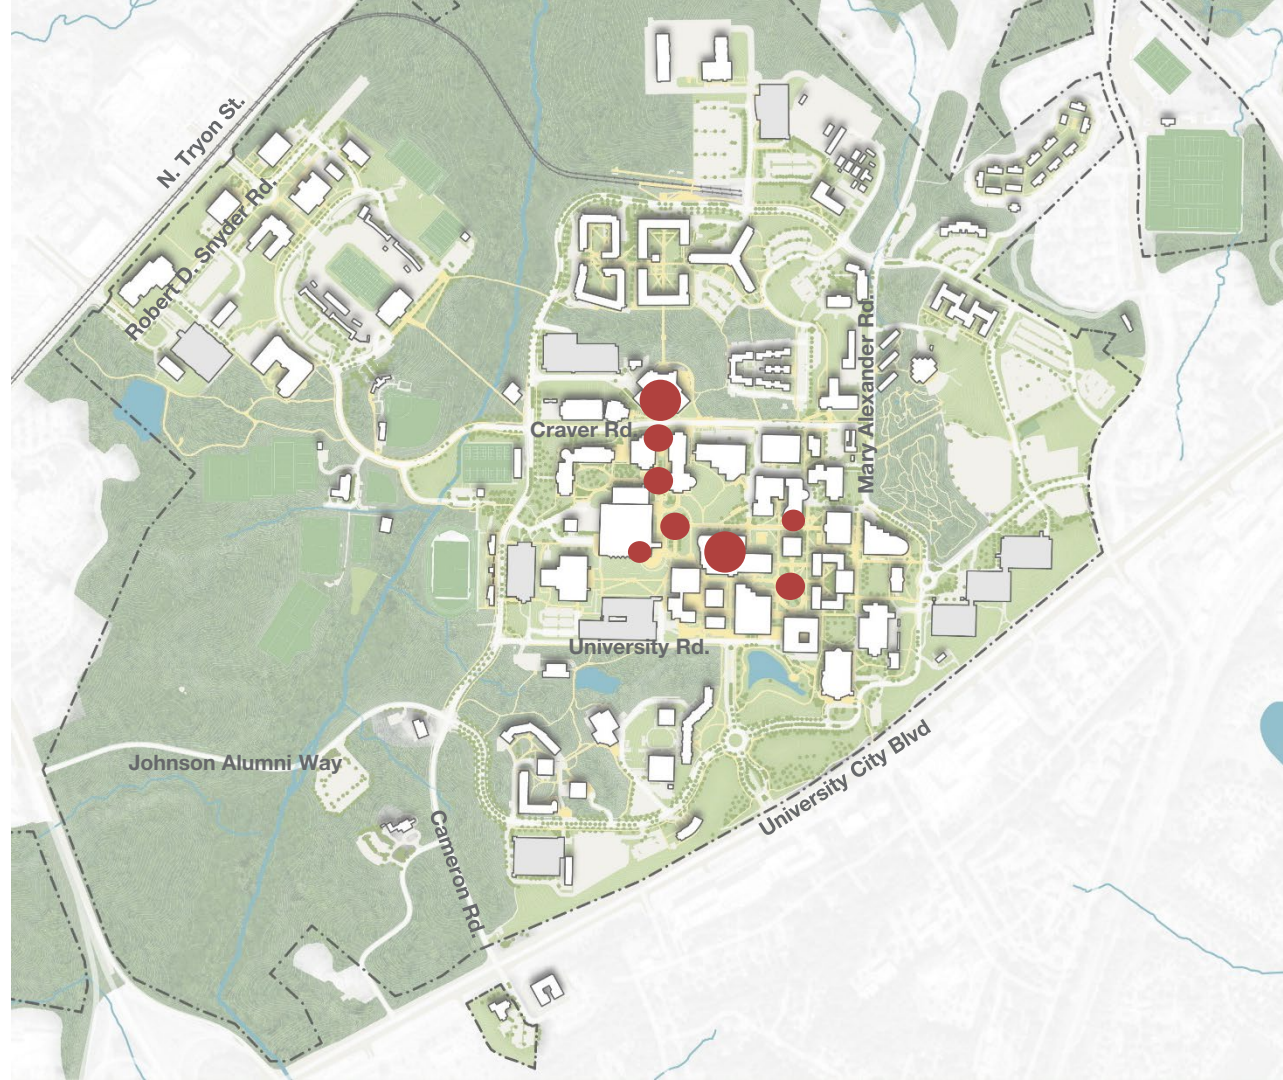 N. Tryon St.
Robert D. Snyder Rd.
Mary Alexander Rd.
Craver Rd.
University Rd.
Johnson Alumni Way
University City Blvd
Cameron Rd.